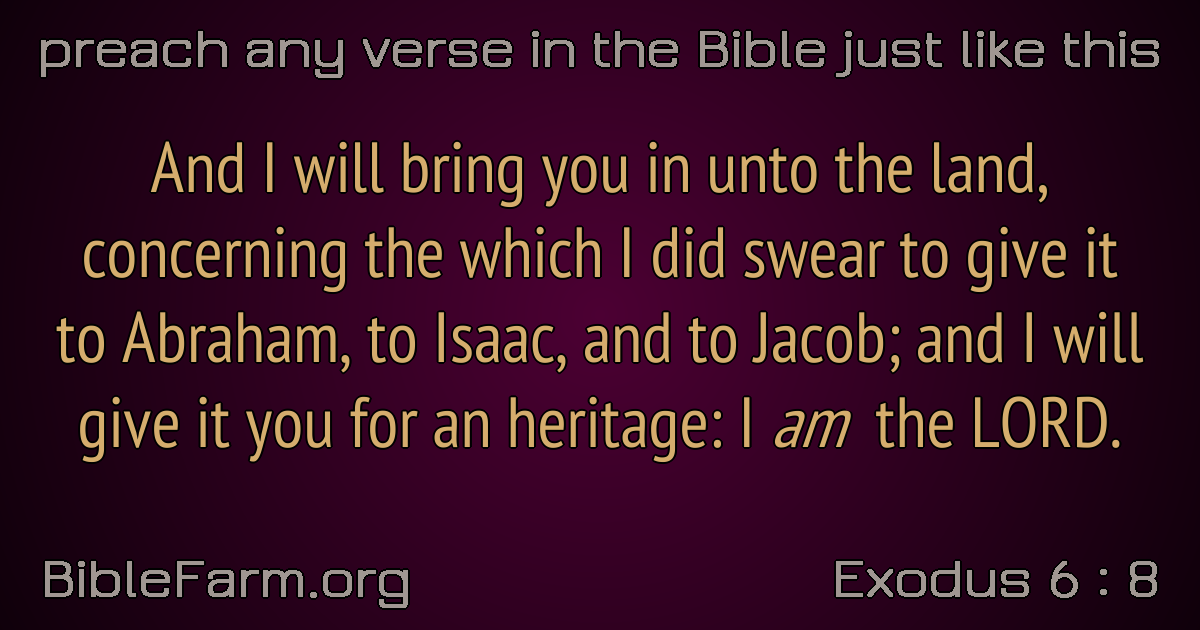 preach any verse in the Bible just like this
And I will bring you in unto the land,
concerning the which I did swear to give it
to Abraham, to Isaac, and to Jacob; and I will
give it you for an heritage: I am the LORD.
BibleFarm.org
Exodus 6 : 8